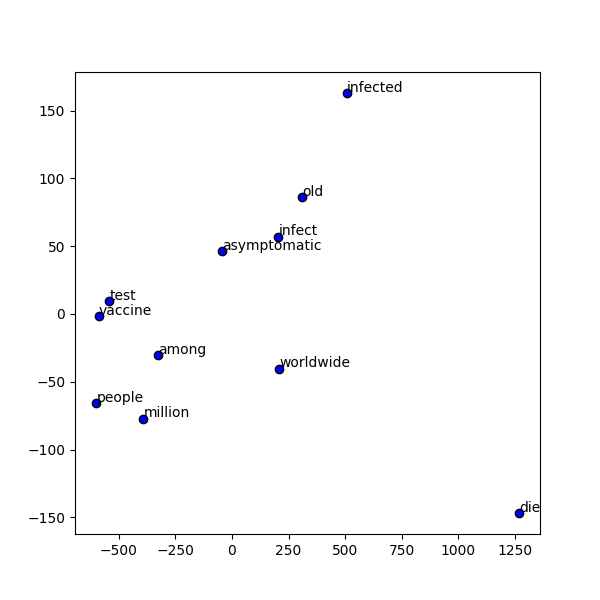 infected
150
100
old
infect
50
asymptomatic
test
vaccine
0
among
worldwide
−50
people
million
−100
die
−150
−500
−250
0
250
500
750
1000
1250